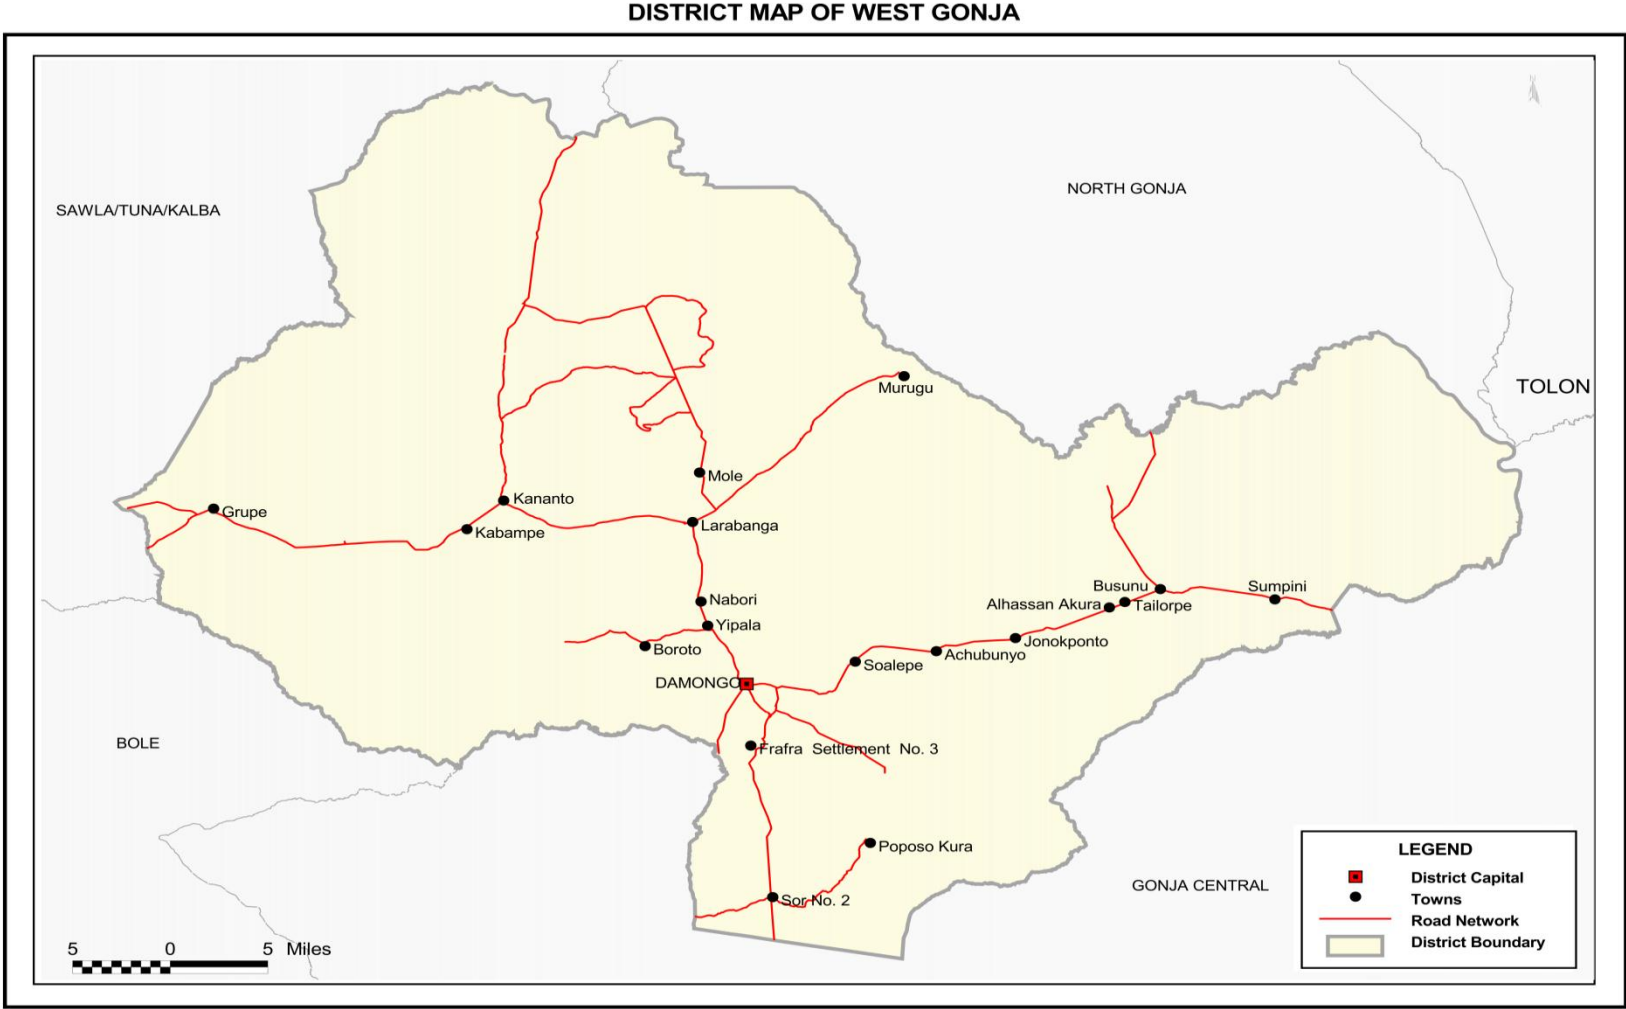 DISTRICT MAP OF WEST GONJA
NORTH GONJA
SAWLA/TUNA/KALBA
TOLON
Murugu
Mole
Kananto
Grupe
Larabanga
Kabampe
Busunu
Sumpini
Nabori
Alhassan Akura
Tailorpe
Yipala
Jonokponto
Boroto
Achubunyo
Soalepe
DAMONGO
BOLE
Frafra Settlement No. 3
Poposo Kura
GONJA CENTRAL
Sor No. 2
LEGEND
District Capital
Towns
Road Network
District Boundary
5 0 5 Miles